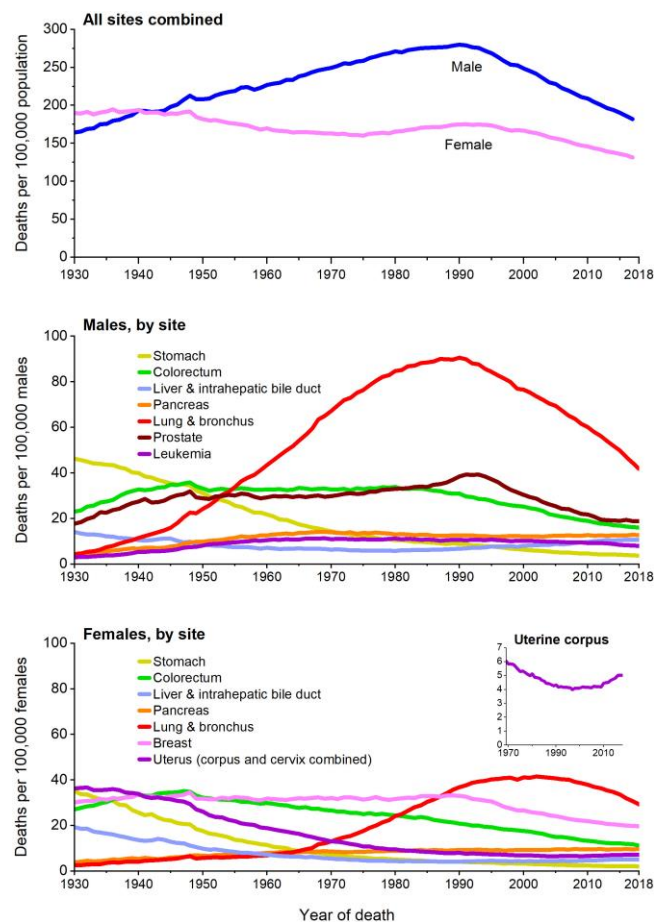 All sites combined
Deaths per 100,000 population
300
250
200
150
100
50
0
Male
Female
1930 1940 1950 1960 1970 1980 1990 2000 2010 2018
Males, by site
Deaths per 100,000 males
100
80
60
40
20
0
Stomach
Colorectum
Liver & intrahepatic bile duct
Pancreas
Lung & bronchus
Prostate
Leukemia
1930 1940 1950 1960 1970 1980 1990 2000 2010 2018
Females, by site
Deaths per 100,000 females
100
80
60
40
20
0
Stomach
Colorectum
Liver & intrahepatic bile duct
Pancreas
Lung & bronchus
Breast
Uterus (corpus and cervix combined)
Uterine corpus
7
6
5
4
3
2
1
0
1970 1990 2010
1930 1940 1950 1960 1970 1980 1990 2000 2010 2018
Year of death